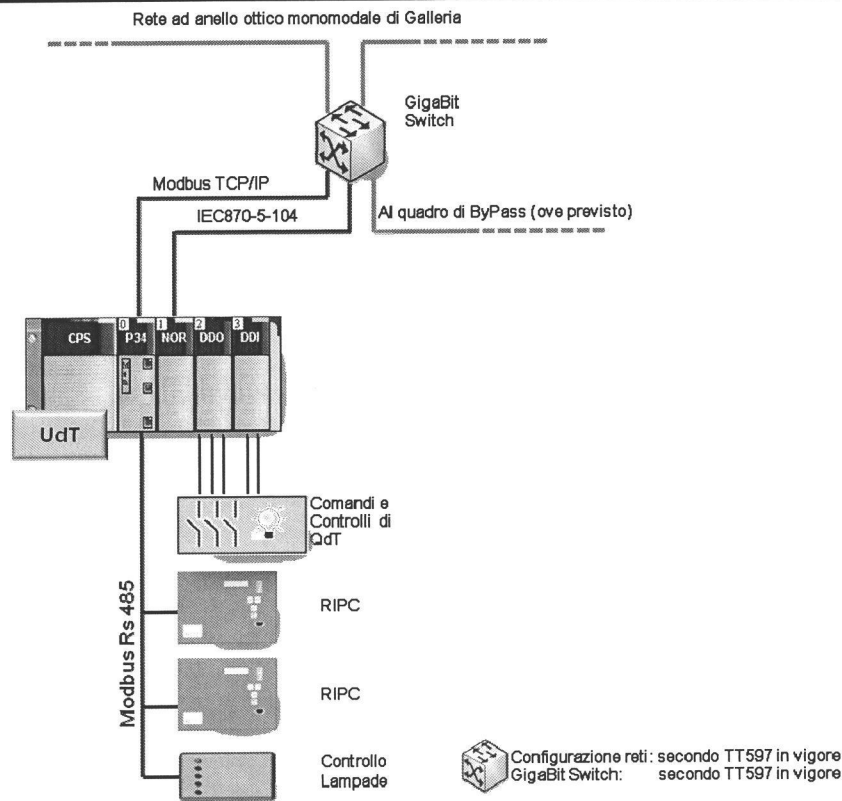 Rete ad anello ottico monomodale di Galleria
GigaBit
Switch
Modbus TCP/IP
IEC870-5-104
Al quadro di ByPass (ove previsto)
0
1
2
3
CPS
P34
NOR
DDO
DDI
UdT
Comandi e
Controlli di
QdT
Modbus Rs 485
RIPC
RIPC
Controllo
Lampade
Configurazione reti: secondo TT597 in vigore
GigaBit Switch: secondo TT597 in vigore